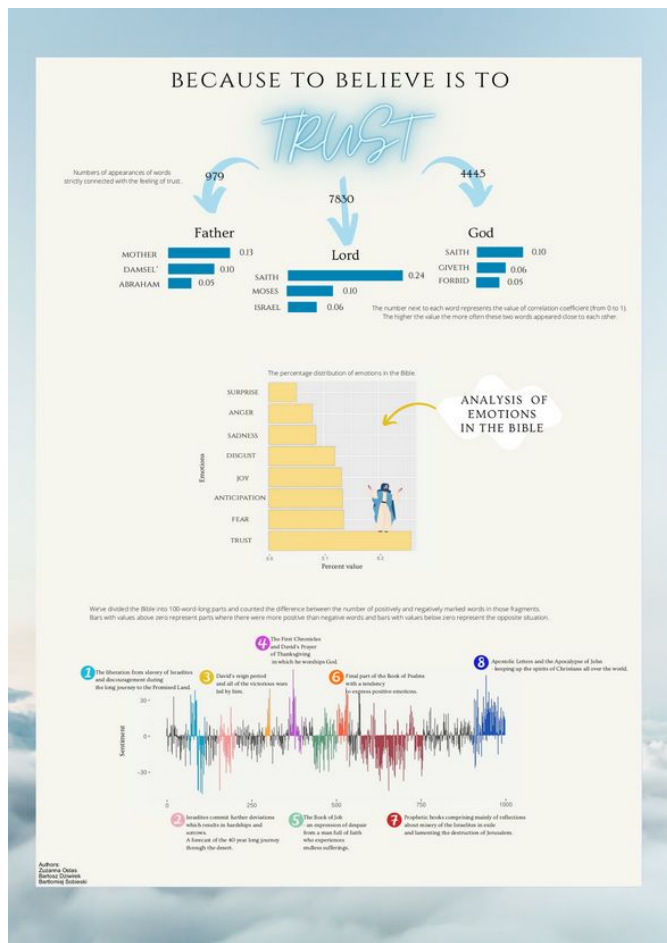 BECAUSE TO BELIEVE IS TO
TRUST
Numbers of appearances of words
strictly connected with the feeling of trust.
979
7830
4445
Father
MOTHER 0.13
DAMSEL' 0.10
ABRAHAM 0.05
Lord
SAITH 0.24
MOSES 0.10
ISRAEL 0.06
God
SAITH 0.10
GIVETH 0.06
FORBID 0.05
The number next to each word represents the value of correlation coefficient (from 0 to 1).
The higher the value the more often these two words appeared close to each other.
The percentage distribution of emotions in the Bible.
Emotions
SURPRISE
ANGER
SADNESS
DISGUST
JOY
ANTICIPATION
FEAR
TRUST
0.0 0.1 0.2
Percent value
ANALYSIS OF
EMOTIONS
IN THE BIBLE
We've divided the Bible into 100-word-long parts and counted the difference between the number of positively and negatively marked words in those fragments.
Bars with values above zero represent parts where there were more positive than negative words and bars with values below zero represent the opposite situation.
1 The liberation from slavery of Israelites
and discouragement during
the long journey to the Promised Land.
3 David's reign period
and all of the victorious wars
led by him.
4 The First Chronicles
and David's Prayer
of Thanksgiving
in which he worships God.
6 Final part of the Book of Psalms
with a tendency
to express positive emotions.
8 Apostolic Letters and the Apocalypse of John
- keeping up the spirits of Christians all over the world.
Sentiment
20
0
-20
0 250 500 750 1000
2 Israelites commit further deviations
which results in hardships and
sorrows.
A forecast of the 40 year long journey
through the desert.
5 The Book of Job
- an expression of despair
from a man full of faith
who experiences
endless sufferings.
7 Prophetic books comprising mainly of reflections
about misery of the Israelites in exile
and lamenting the destruction of Jerusalem.
Authors:
Zuzanna Ostas
Bartosz Dziwirek
Bartłomiej Sobieski